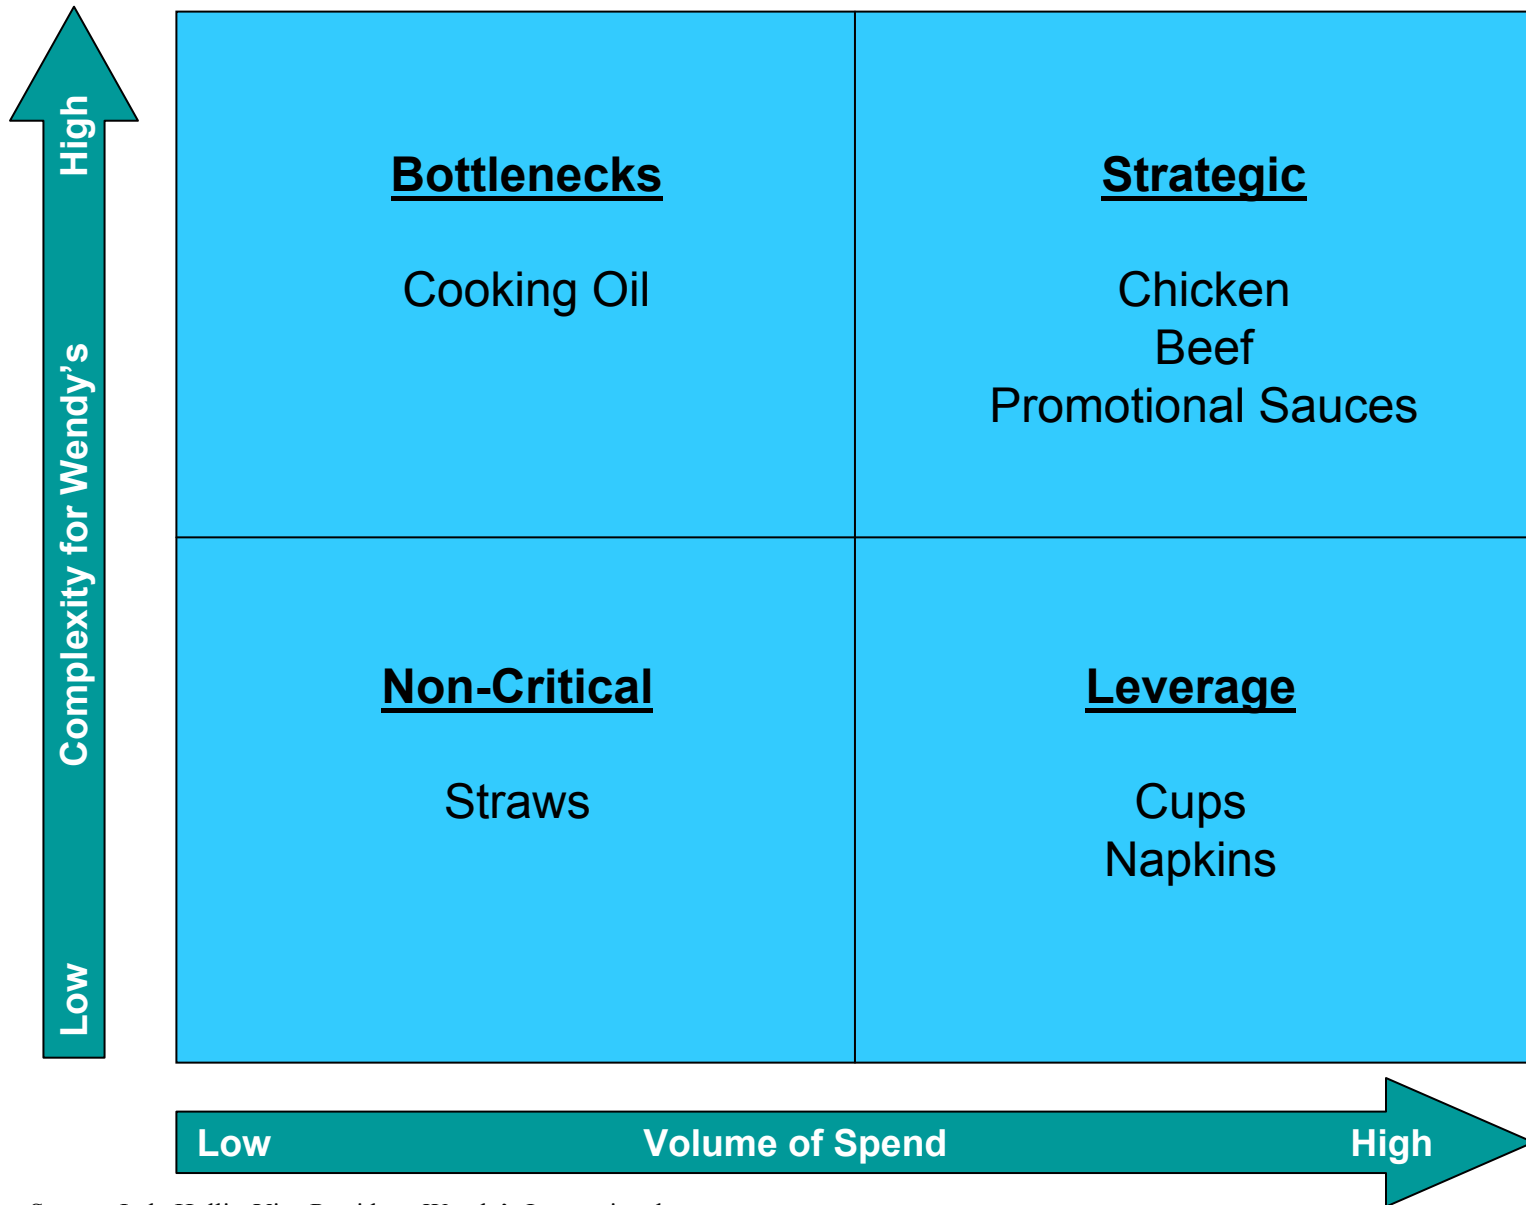 High
Complexity for Wendy's
Low
Bottlenecks
Cooking Oil
Strategic
Chicken
Beef
Promotional Sauces
Non-Critical
Straws
Leverage
Cups
Napkins
Low Volume of Spend High